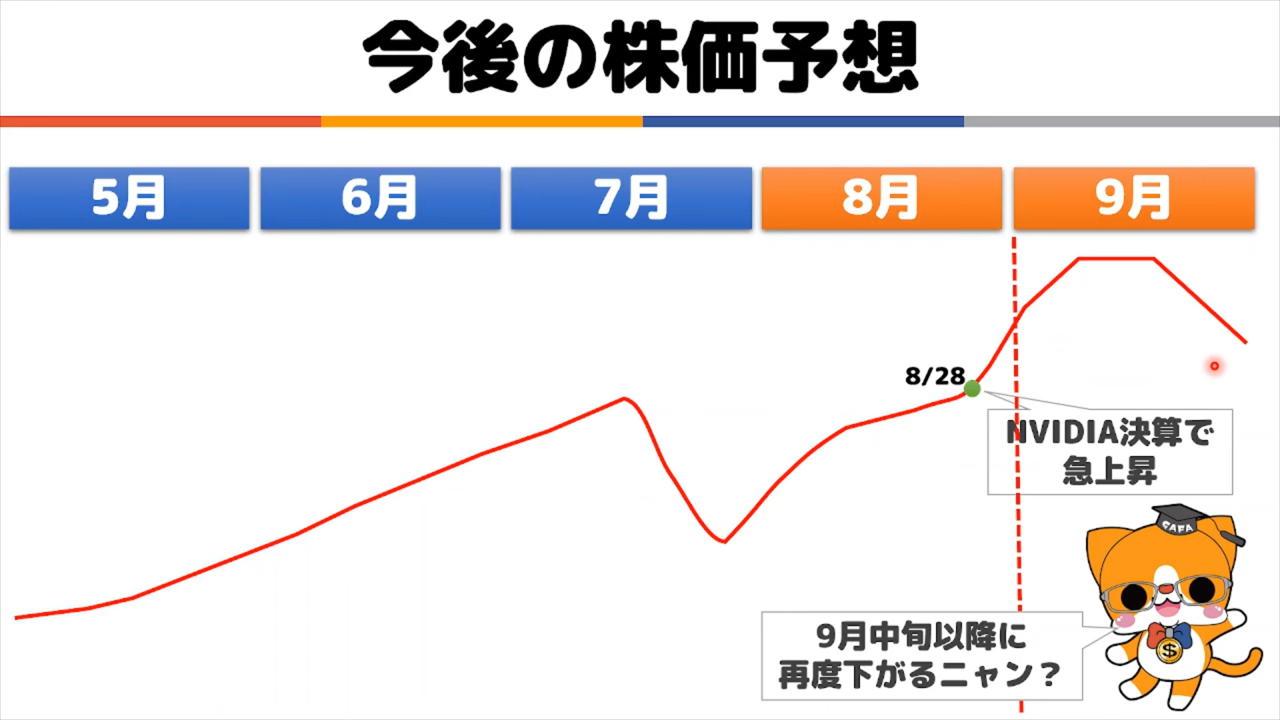 今後の株価予想
5月
6月
7月
8月
9月
8/28
NVIDIA決算で
急上昇
GAFA
9月中旬以降に
再度下がるニャン？
$